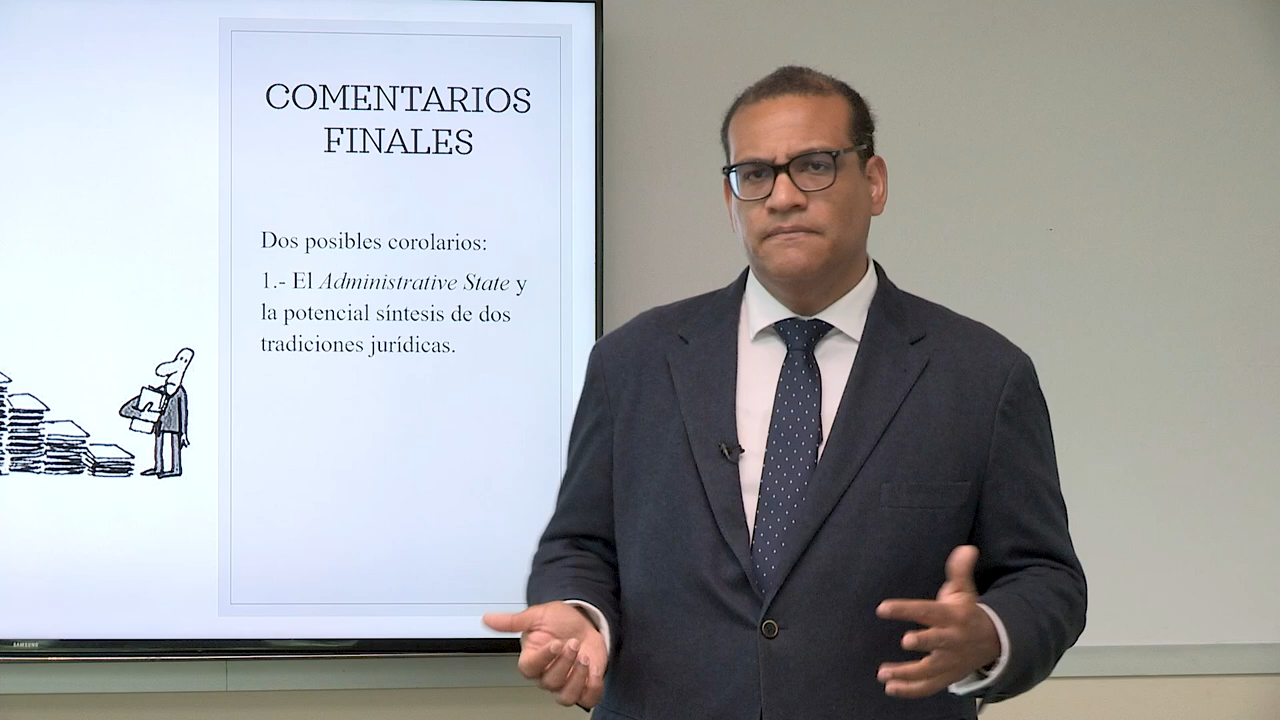 COMENTARIOS
FINALES
Dos posibles corolarios:
1.- El Administrative State y
la potencial síntesis de dos
tradiciones jurídicas.
SAMSUNG